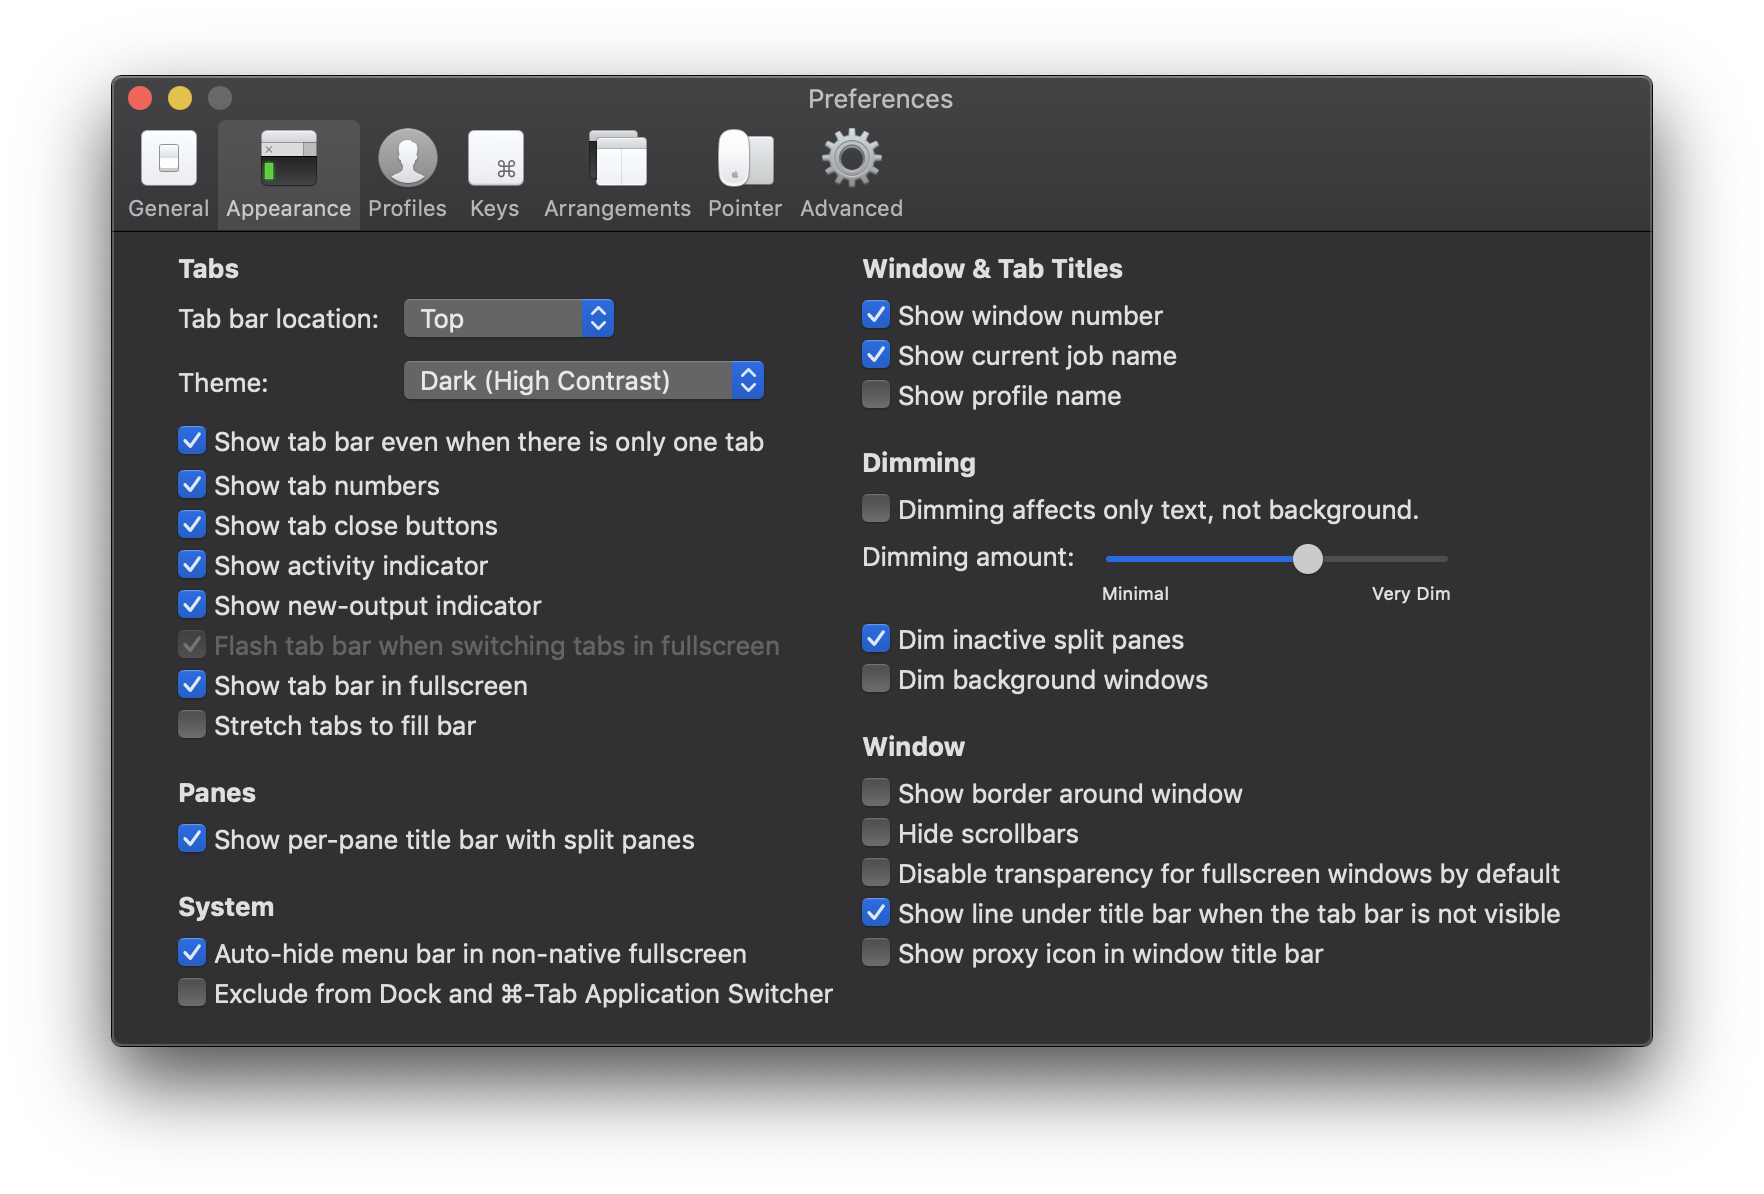 Preferences
General
Appearance
Profiles
Keys
Arrangements
Pointer
Advanced
Tabs
Tab bar location: Top
Theme: Dark (High Contrast)
Show tab bar even when there is only one tab
Show tab numbers
Show tab close buttons
Show activity indicator
Show new-output indicator
Flash tab bar when switching tabs in fullscreen
Show tab bar in fullscreen
Stretch tabs to fill bar
Panes
Show per-pane title bar with split panes
System
Auto-hide menu bar in non-native fullscreen
Exclude from Dock and ⌘-Tab Application Switcher
Window & Tab Titles
Show window number
Show current job name
Show profile name
Dimming
Dimming affects only text, not background.
Dimming amount:
Minimal Very Dim
Dim inactive split panes
Dim background windows
Window
Show border around window
Hide scrollbars
Disable transparency for fullscreen windows by default
Show line under title bar when the tab bar is not visible
Show proxy icon in window title bar